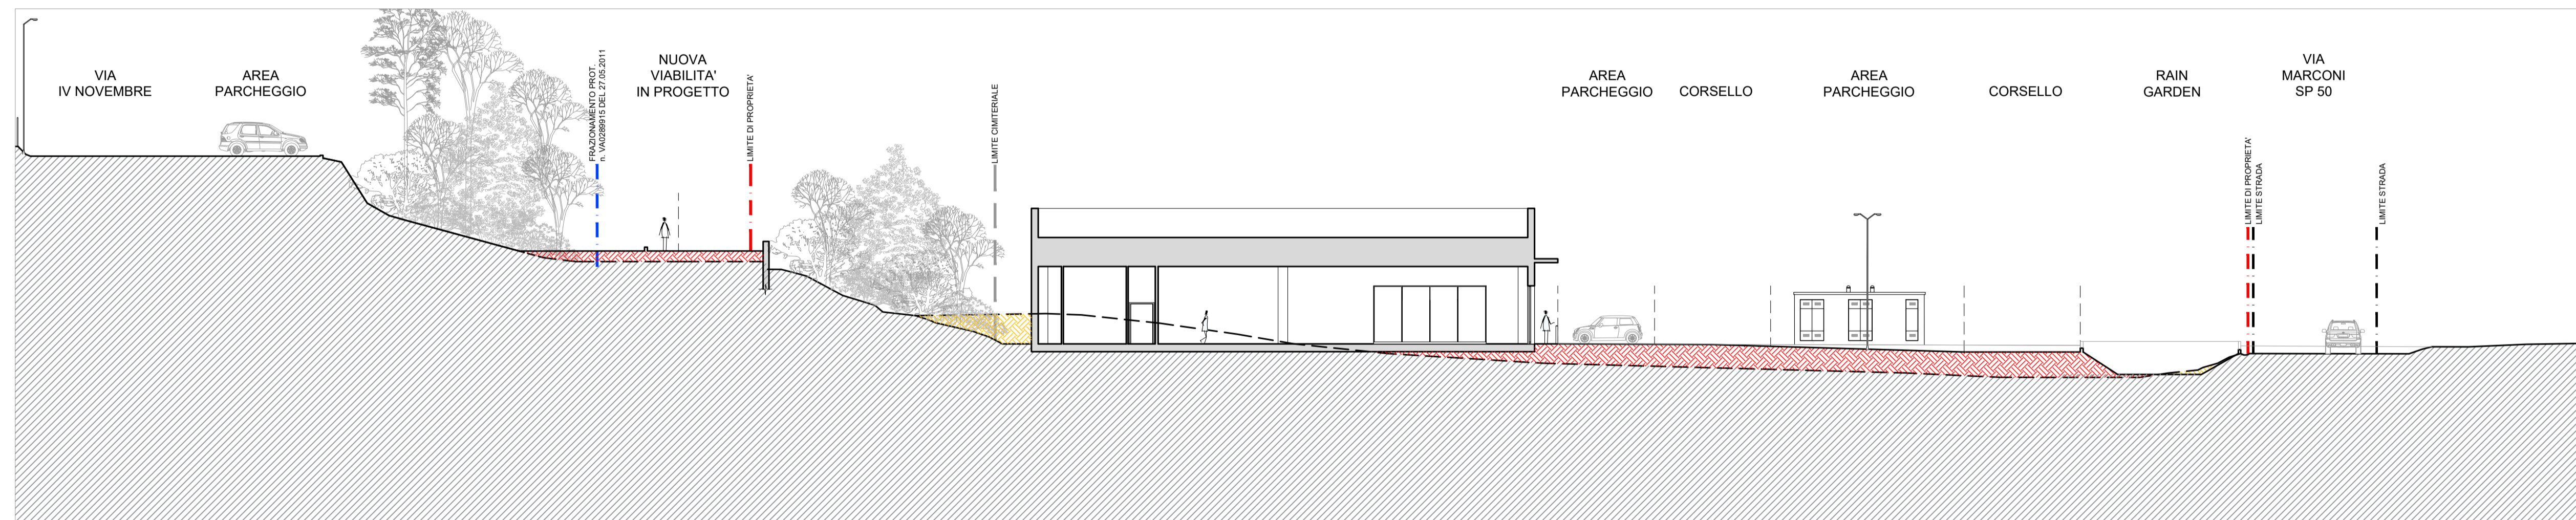 VIA
IV NOVEMBRE
AREA
PARCHEGGIO
FRAZIONAMENTO PROT.
n. VA0289915 DEL 27.05.2011
NUOVA
VIABILITA'
IN PROGETTO
LIMITE DI PROPRIETA'
LIMITE CIMITERIALE
AREA
PARCHEGGIO
CORSELLO
AREA
PARCHEGGIO
CORSELLO
RAIN
GARDEN
LIMITE DI PROPRIETA'
LIMITE STRADA
VIA
MARCONI
SP 50
LIMITE STRADA